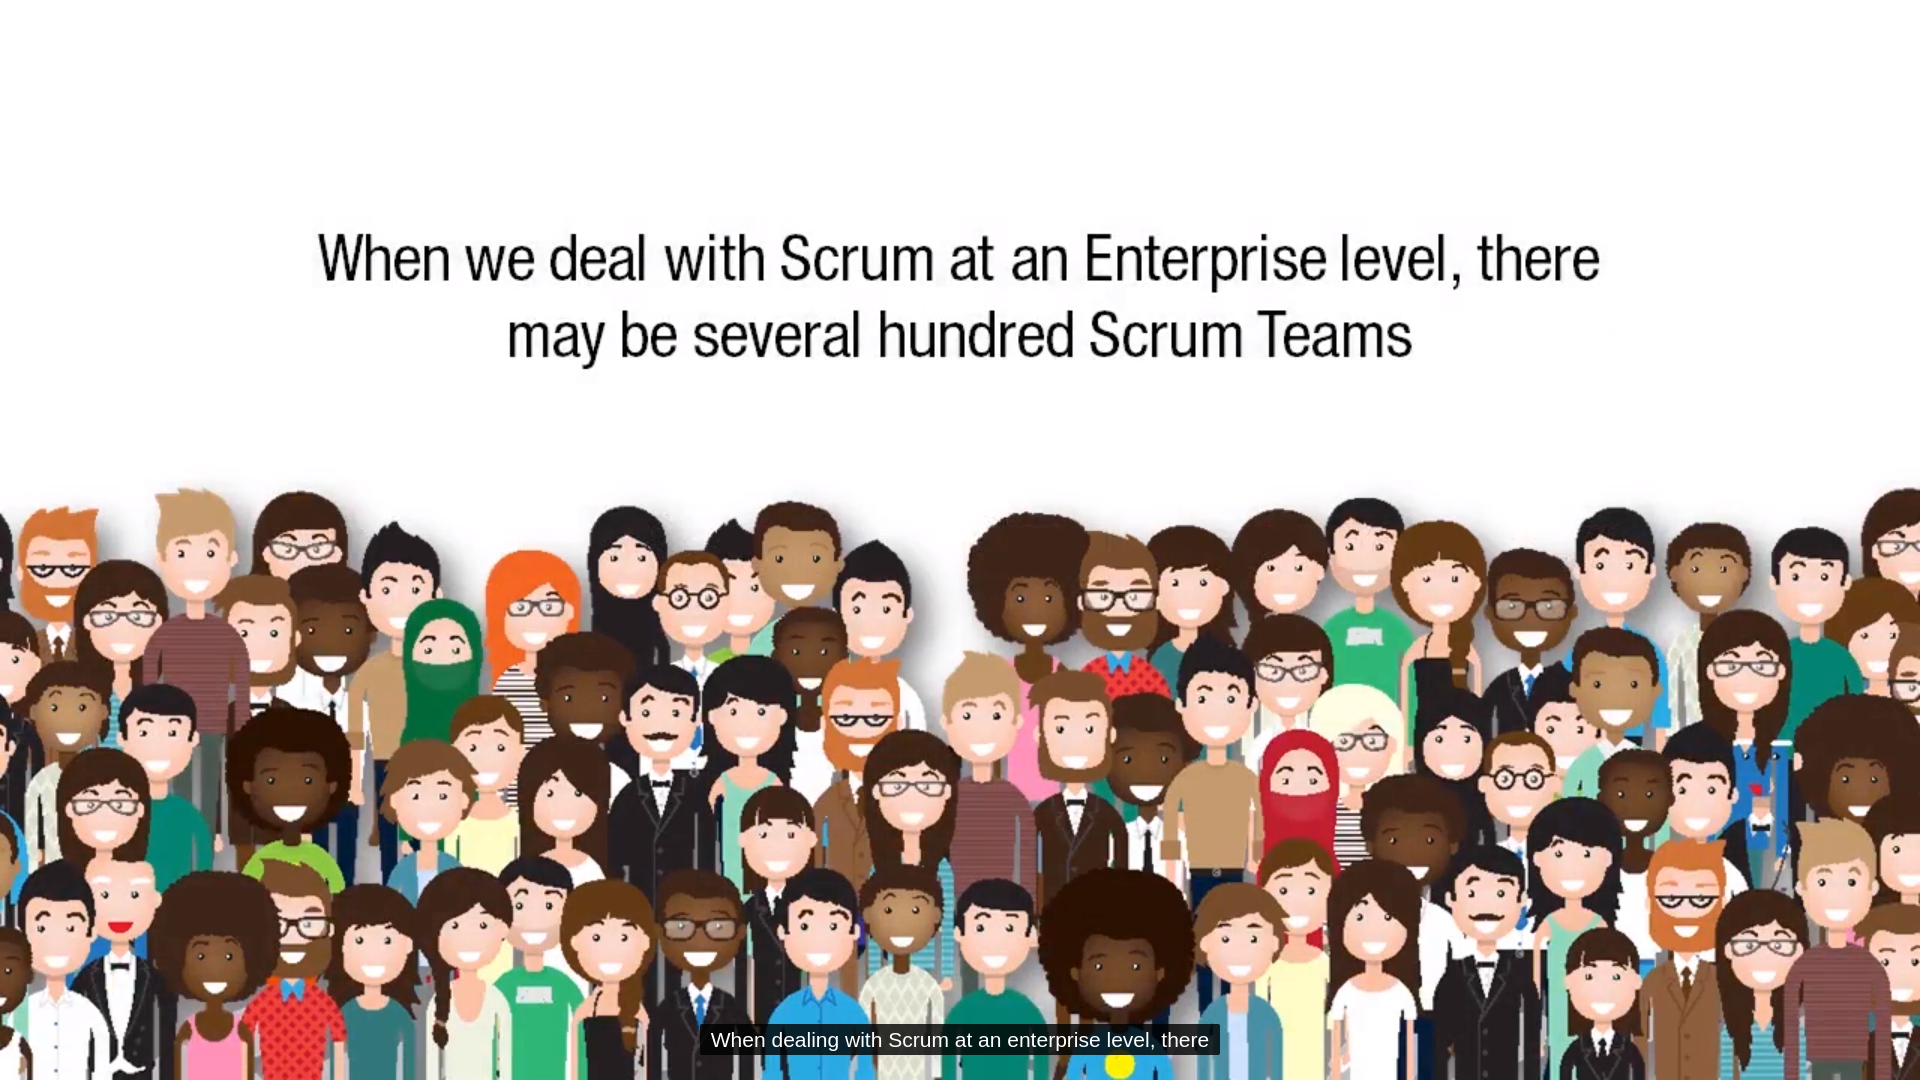 When we deal with Scrum at an Enterprise level, there
may be several hundred Scrum Teams
When dealing with Scrum at an enterprise level, there